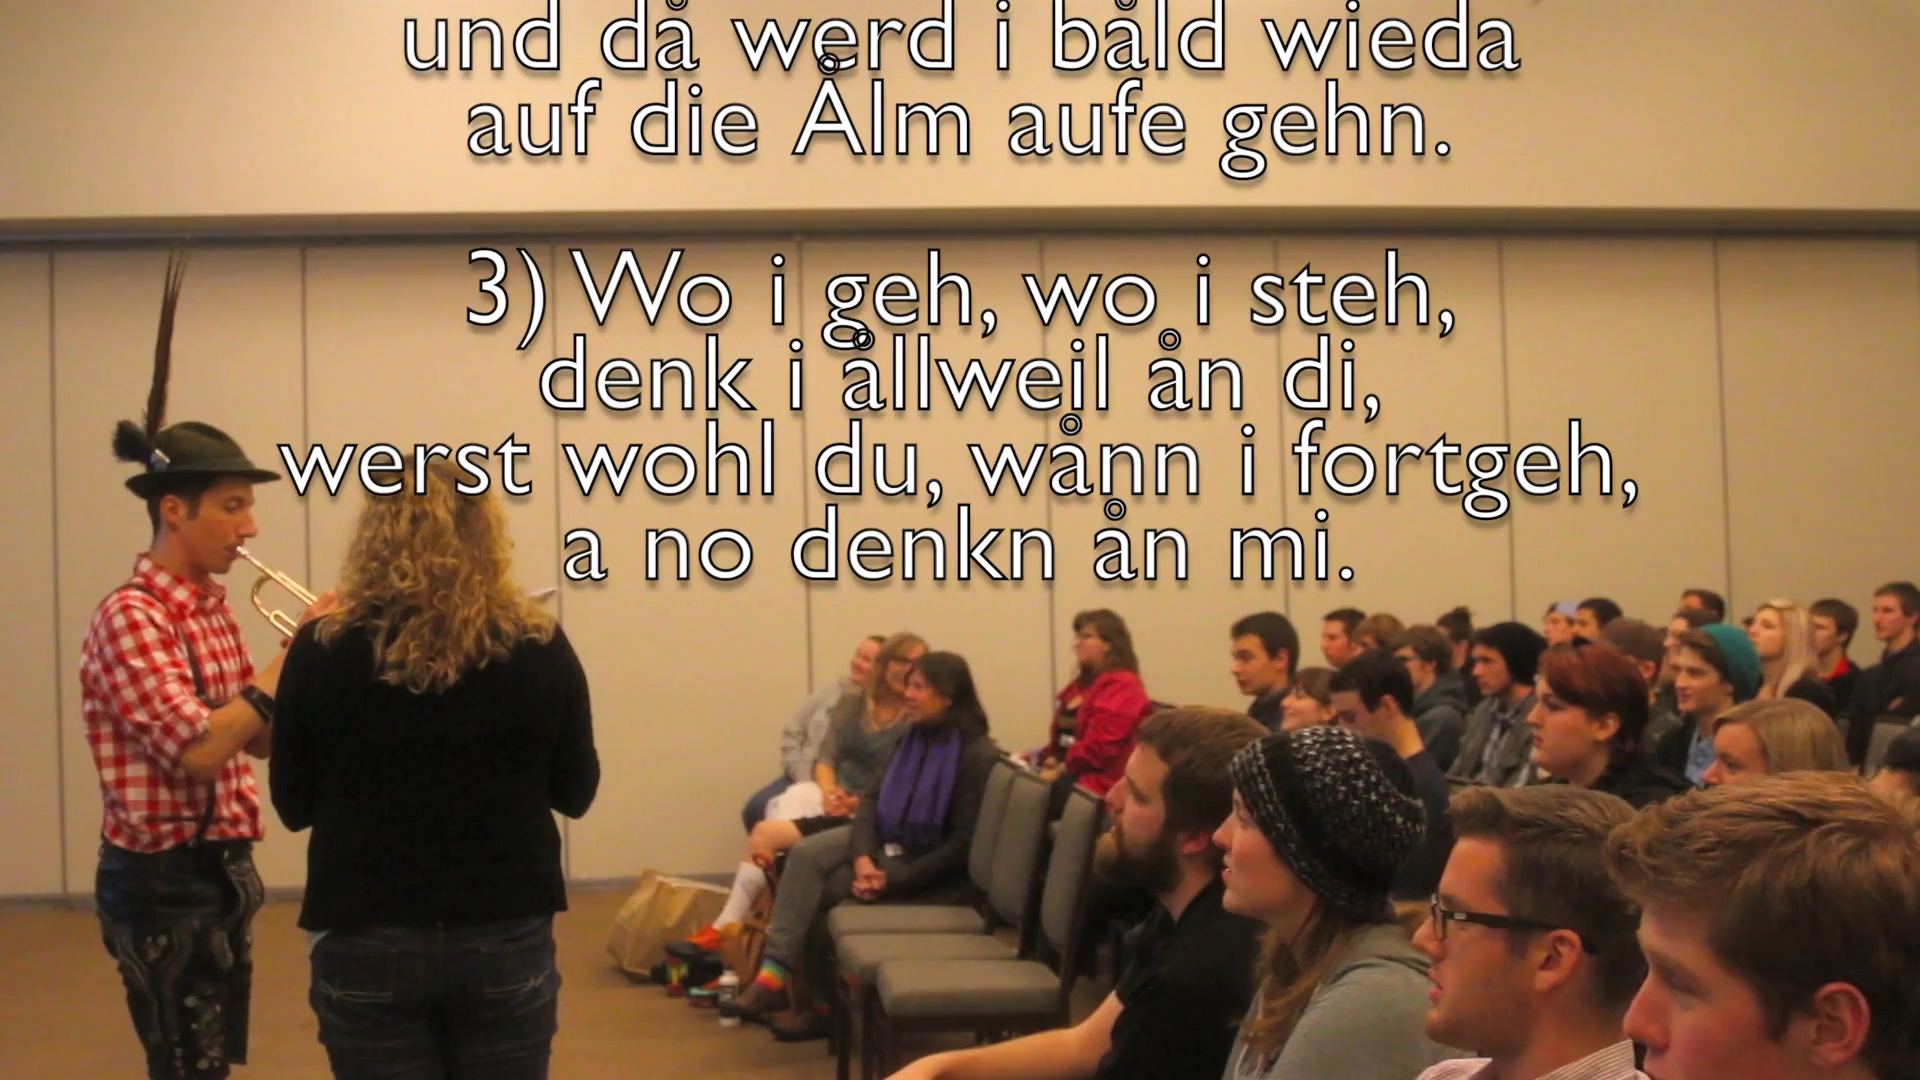 und då werd i båld wieda
auf die Ålm aufe gehn.
3) Wo i geh, wo i steh,
denk i ållweil ån di,
werst wohl du, wånn i fortgeh,
a no denkn ån mi.